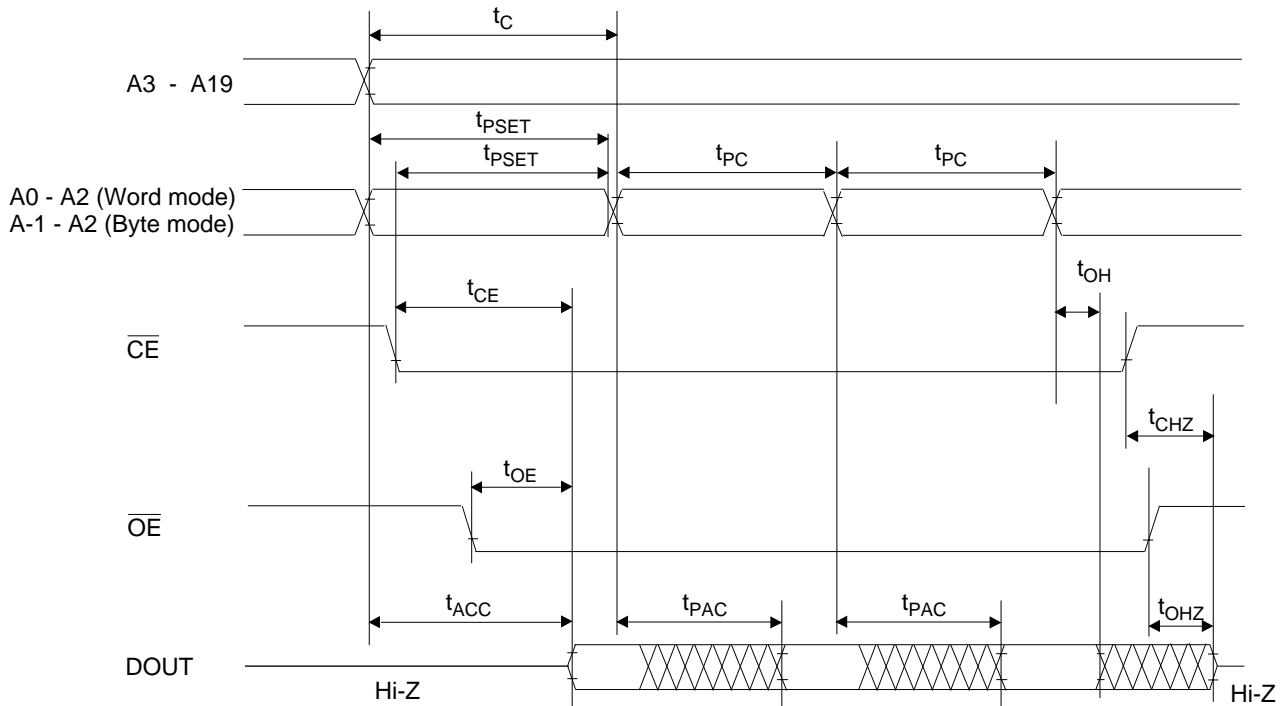 tC
A3 - A19
tPSET
tPSET
tPC
tPC
A0 - A2 (Word mode)
A-1 - A2 (Byte mode)
tOH
tCE
CE
tCHZ
tOE
OE
tACC
tPAC
tPAC
tOHZ
DOUT
Hi-Z
Hi-Z